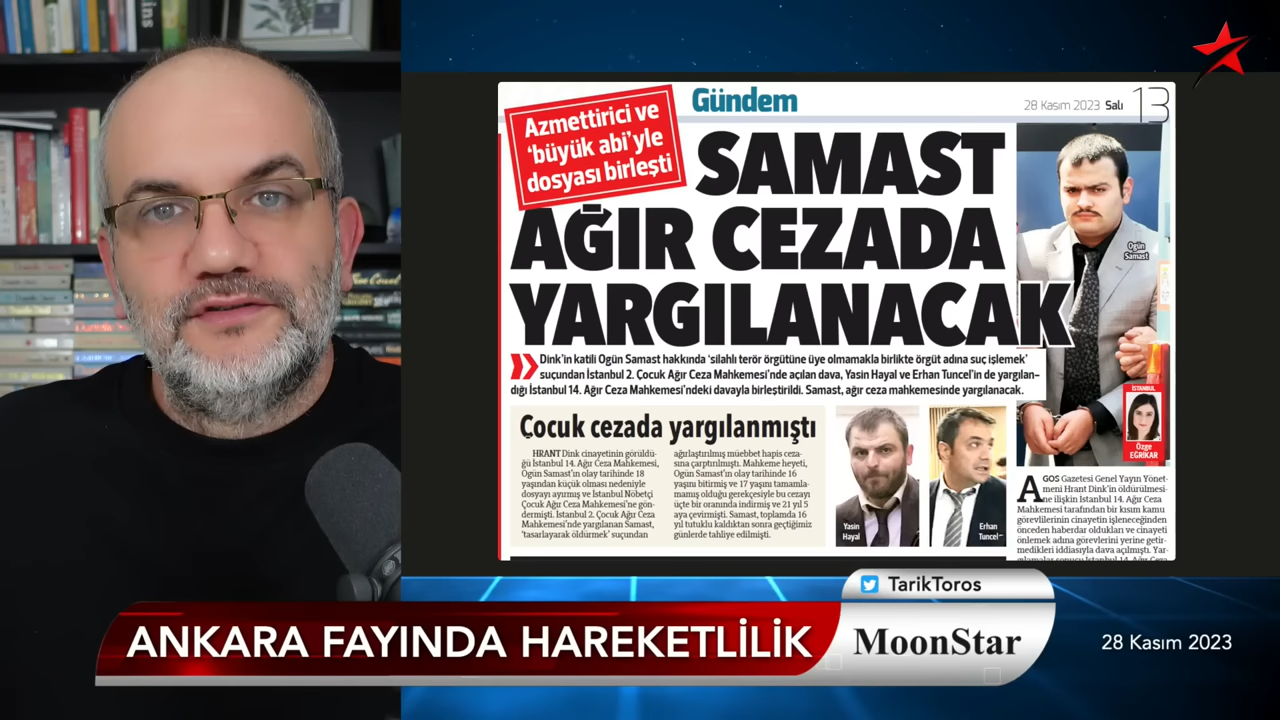 Gündem
28 Kasım 2023 Salı 13
Azmettirici ve
'büyük abi'yle
dosyası birleşti
SAMAST
AĞIR CEZADA
YARGILANACAK
Ogün
Samast
Dink'in katili Ogün Samast hakkında 'silahlı terör örgütüne üye olmamakla birlikte örgüt adına suç işlemek'
suçundan İstanbul 2. Çocuk Ağır Ceza Mahkemesi'nde açılan dava, Yasin Hayal ve Erhan Tuncel'in de yargılan-
dığı İstanbul 14. Ağır Ceza Mahkemesi'ndeki davayla birleştirildi. Samast, ağır ceza mahkemesinde yargılanacak.
İSTANBUL
Özge
EĞRİKAR
Çocuk cezada yargılanmıştı
HRANT Dink cinayetinin görüldü-
ğü İstanbul 14. Ağır Ceza Mahkemesi,
Ogün Samast'ın olay tarihinde 18
yaşından küçük olması nedeniyle
dosyayı ayırmış ve İstanbul Nöbetçi
Çocuk Ağır Ceza Mahkemesi'ne gön-
dermişti. İstanbul 2. Çocuk Ağır Ceza
Mahkemesi'nde yargılanan Samast,
'tasarlayarak öldürmek' suçundan
ağırlaştırılmış müebbet hapis ceza-
sına çarptırılmıştı. Mahkeme heyeti,
Ogün Samast'ın olay tarihinde 16
yaşını bitirmiş ve 17 yaşını tamamla-
mamış olduğu gerekçesiyle bu cezayı
üçte bir oranında indirmiş ve 21 yıl 5
aya çevirmişti. Samast, toplamda 16
yıl tutuklu kaldıktan sonra geçtiğimiz
günlerde tahliye edilmişti.
Yasin
Hayal
Erhan
Tuncel
AGOS Gazetesi Genel Yayın Yönet-
meni Hrant Dink'in öldürülmesi-
ne ilişkin İstanbul 14. Ağır Ceza
Mahkemesi tarafından bir kısım kamu
görevlilerinin cinayetin işleneceğinden
önceden haberdar oldukları ve cinayeti
önlemek adına görevlerini yerine getir-
medikleri iddiasıyla dava açılmıştı. Yar-
gılamalar sonucu İstanbul 14. Ağır Ceza
TarikToros
ANKARA FAYINDA HAREKETLİLİK
MoonStar
28 Kasım 2023